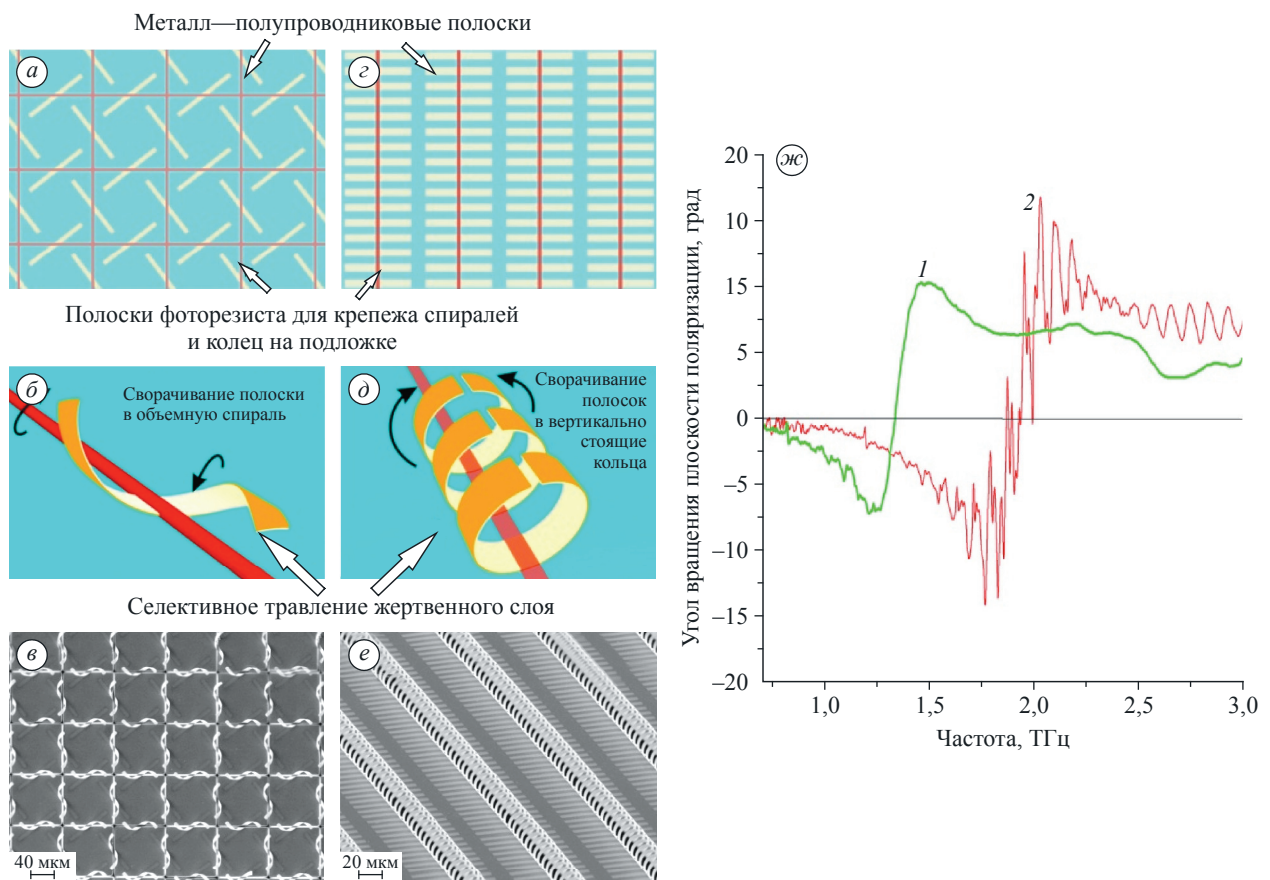 Металл—полупроводниковые полоски
а
г
Полоски фоторезиста для крепежа спиралей
и колец на подложке
б
Сворачивание полоски
в объемную спираль
д
Сворачивание
полосок
в вертикально
стоящие
кольца
Селективное травление жертвенного слоя
в
40 мкм
е
20 мкм
ж
Угол вращения плоскости поляризации, град
20
10
15
5
0
–5
–10
–15
–20
1
2
1,0
1,5
2,0
2,5
3,0
Частота, ТГц